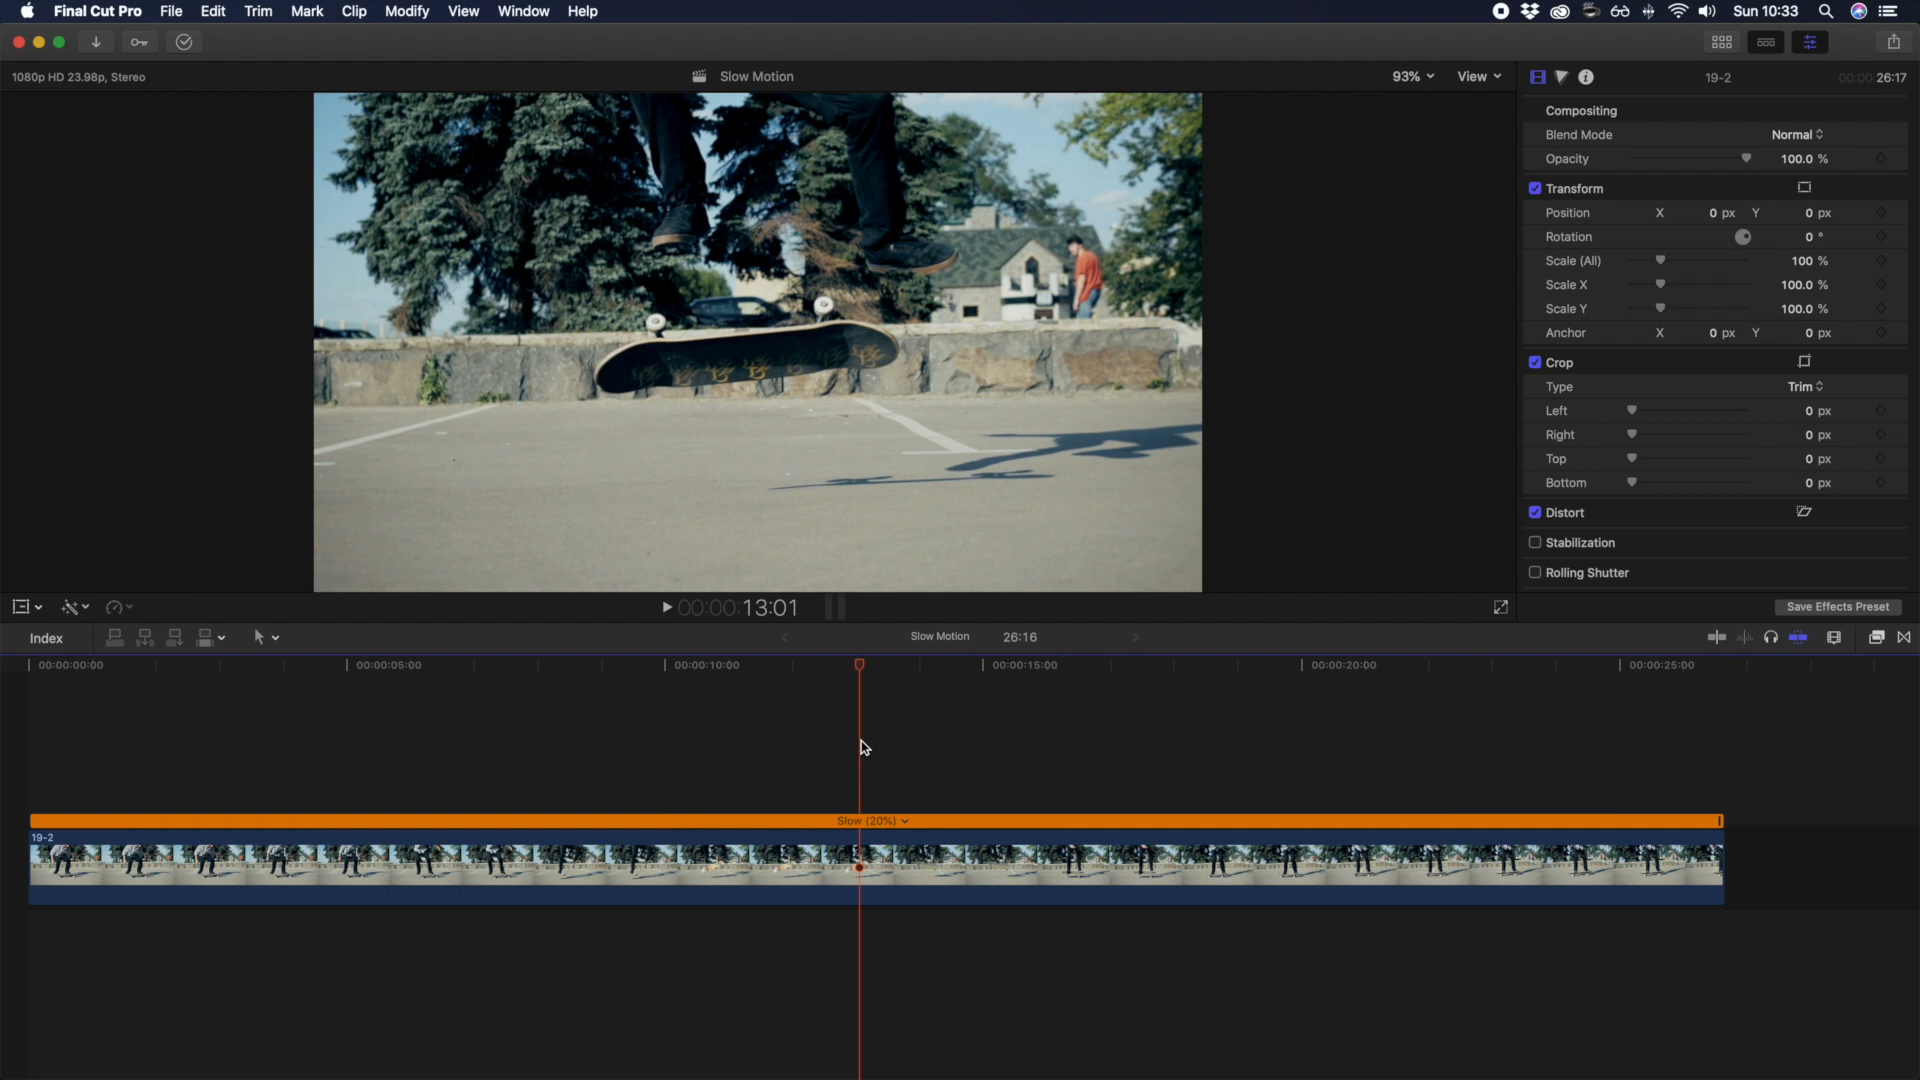 Final Cut Pro File Edit Trim Mark Clip Modify View Window Help Sun 10:33
1080p HD 23.98p, Stereo Slow Motion 93% View 19-2 00:00:26:17
Compositing
Blend Mode Normal
Opacity 100.0 %
Transform
Position X 0 px Y 0 px
Rotation 0 °
Scale (All) 100 %
Scale X 100.0 %
Scale Y 100.0 %
Anchor X 0 px Y 0 px
Crop
Type Trim
Left 0 px
Right 0 px
Top 0 px
Bottom 0 px
Distort
Stabilization
Rolling Shutter
00:00:13:01 Save Effects Preset
Index Slow Motion 26:16
00:00:00:00 00:00:05:00 00:00:10:00 00:00:15:00 00:00:20:00 00:00:25:00
Slow (20%)
19-2